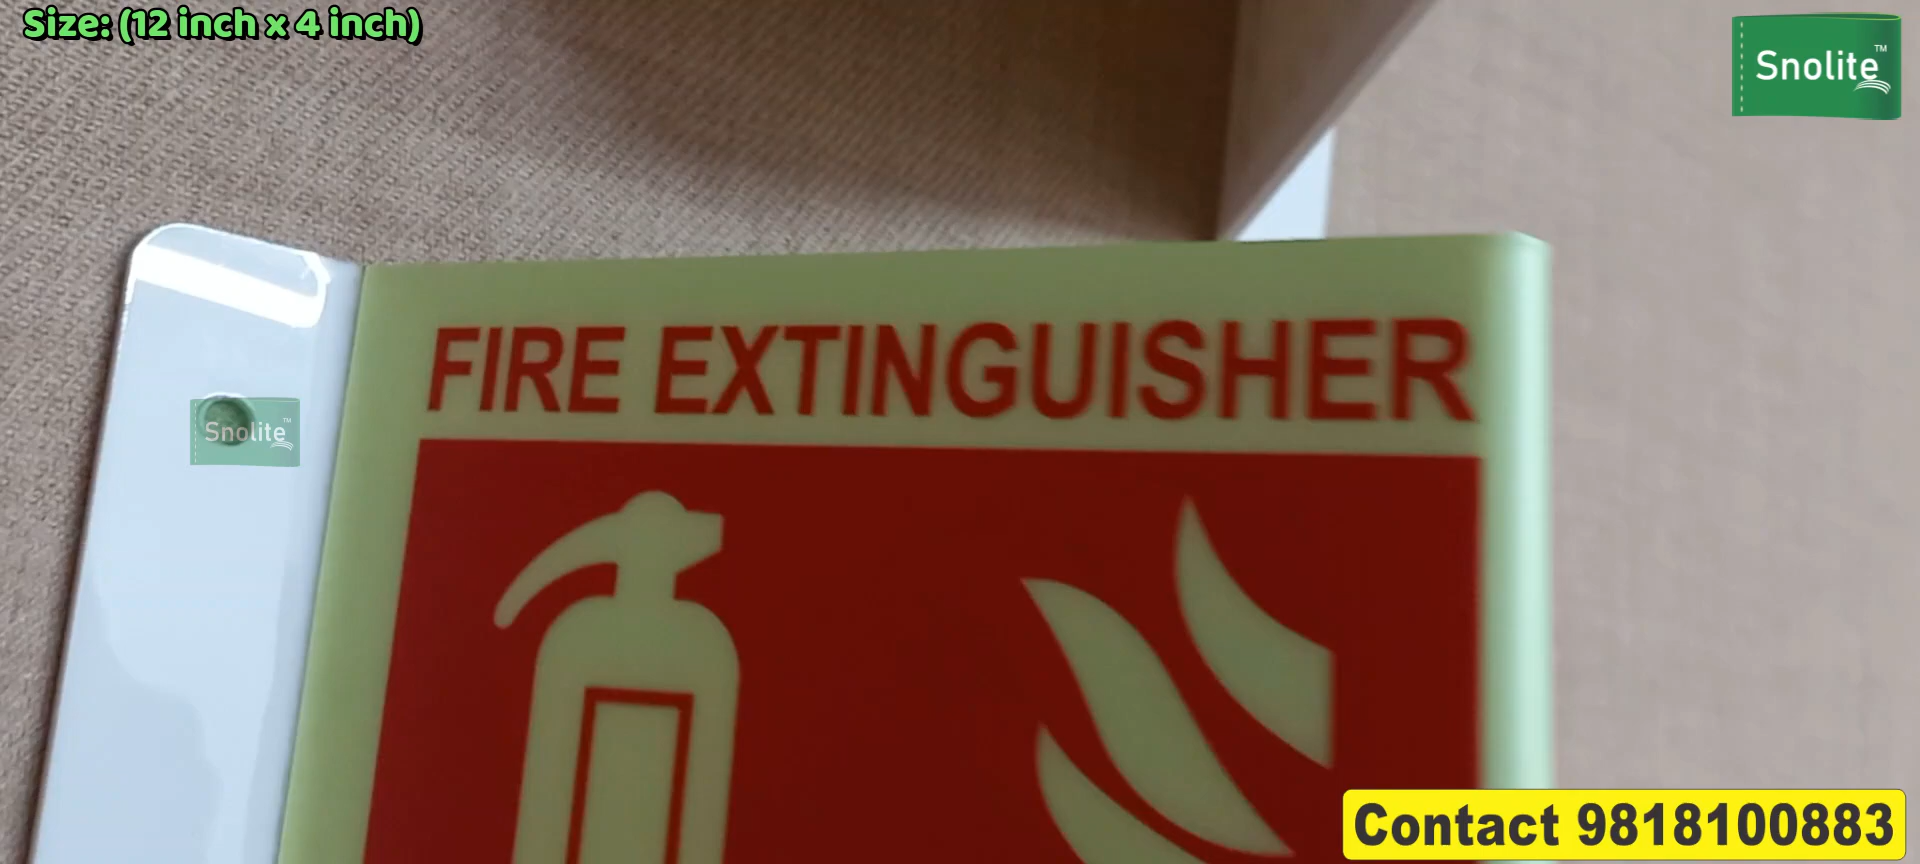 Size: (12 inch x 4 inch)
Snolite™
FIRE EXTINGUISHER
Snolite™
Contact 9818100883